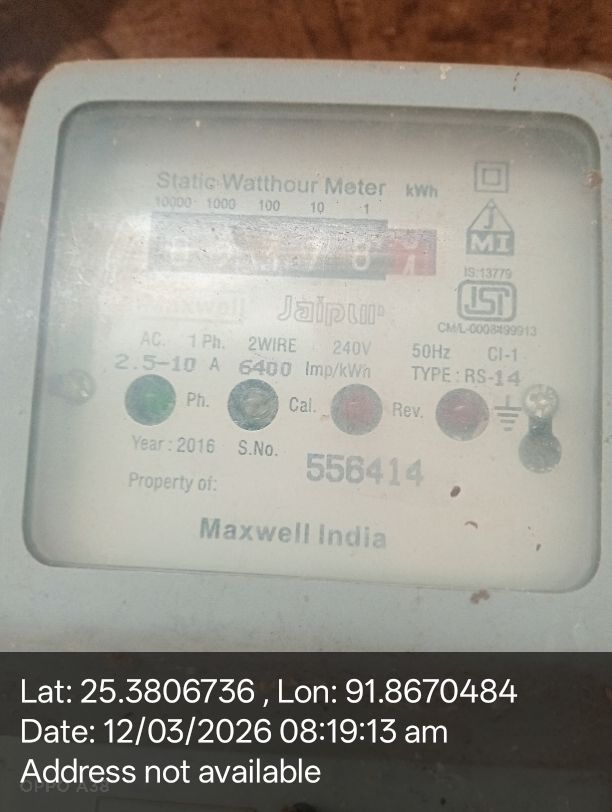 Static Watthour Meter kWh
10000 1000 100 10 1
8
4
J
MI
IS:13779
IST
CM/L-0008499913
Maxwell Jaipur
AC. 1 Ph. 2WIRE 240V 50Hz Cl-1
2.5-10 A 6400 Imp/kWh TYPE : RS-14
Ph. Cal. Rev.
Year : 2016 S.No. 556414
Property of:
Maxwell India
Lat: 25.3806736 , Lon: 91.8670484
Date: 12/03/2026 08:19:13 am
Address not available
OPPO A38